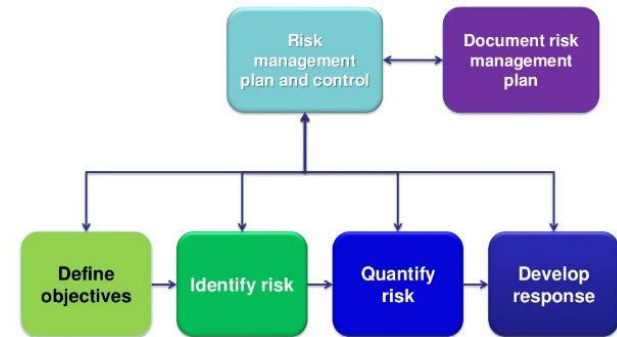 Risk
management
plan and control
Document risk
management
plan
Define
objectives
Identify risk
Quantify
risk
Develop
response